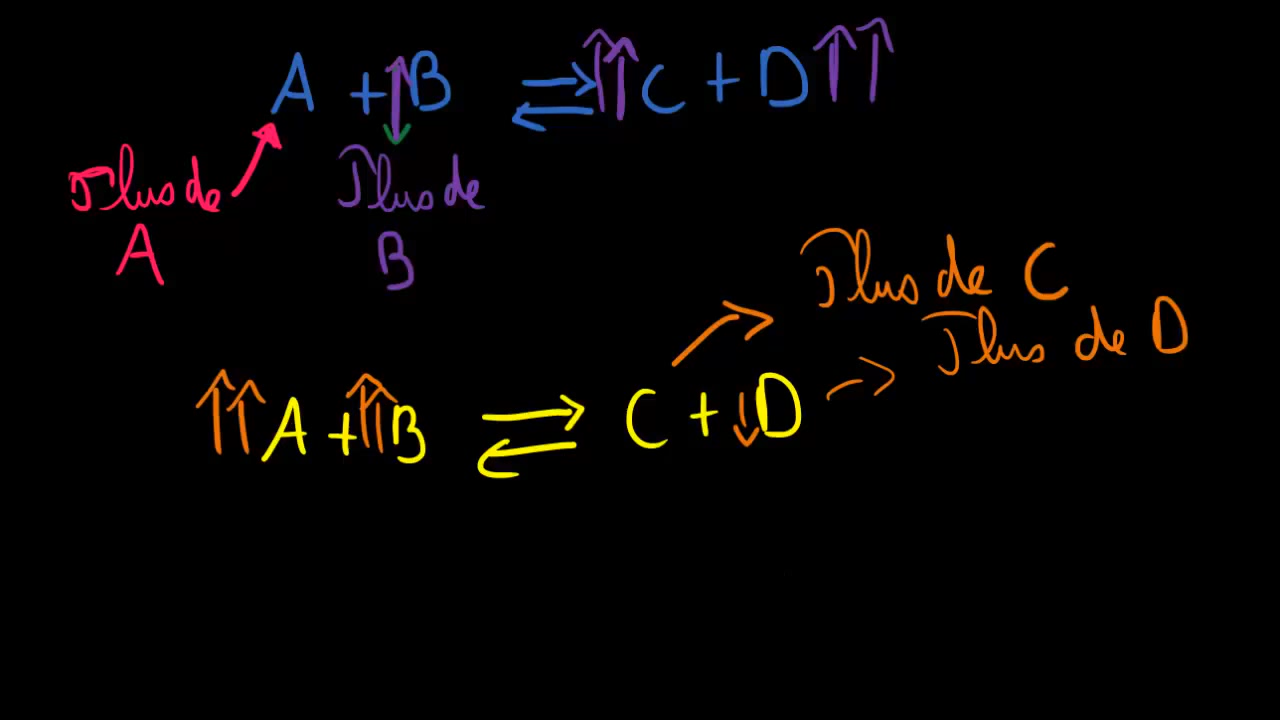 A + ↑B ⇌ ↑↑C + D↑↑
Plus de
A
Plus de
B
Plus de C
Plus de D
↑↑A + ↑↑B ⇌ C + ↓D